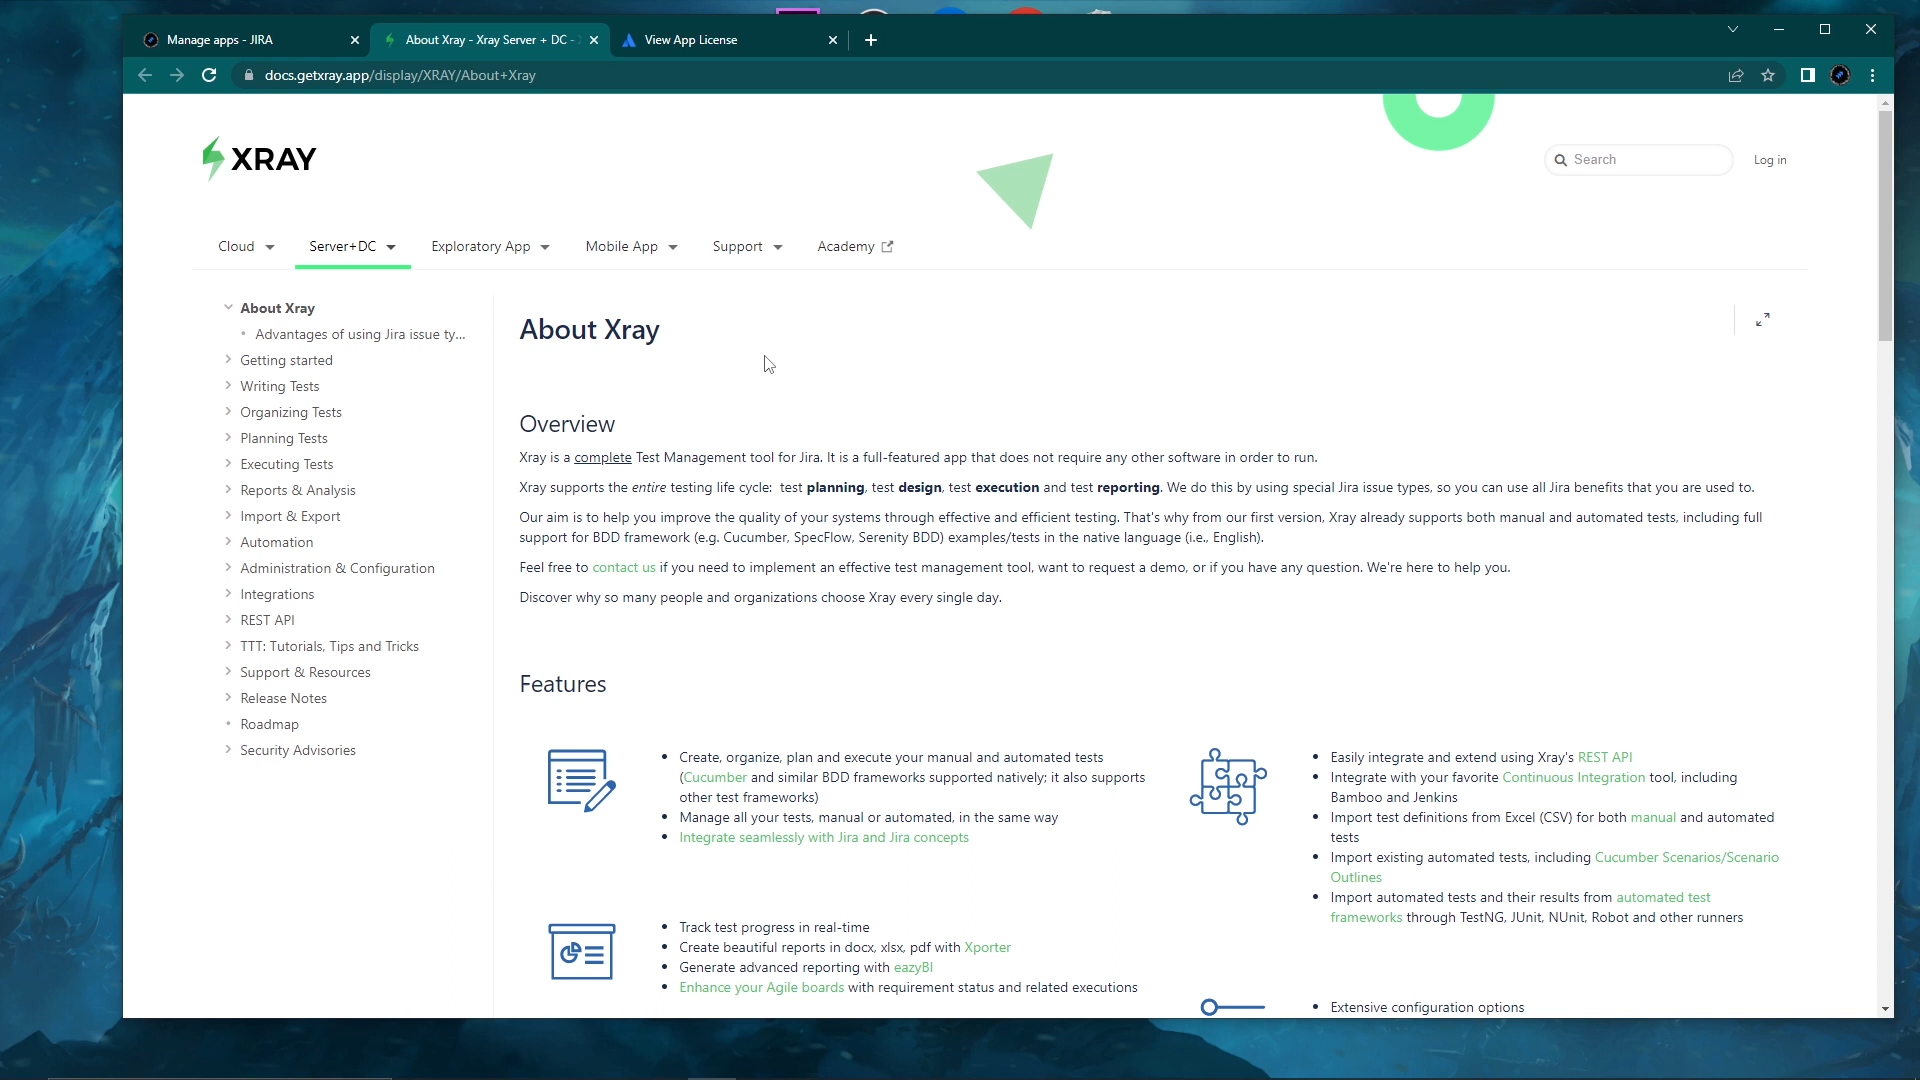 Manage apps - JIRA
About Xray - Xray Server + DC -
View App License
docs.getxray.app/display/XRAY/About+Xray
XRAY
Search
Log in
Cloud
Server+DC
Exploratory App
Mobile App
Support
Academy
About Xray
Advantages of using Jira issue ty...
Getting started
Writing Tests
Organizing Tests
Planning Tests
Executing Tests
Reports & Analysis
Import & Export
Automation
Administration & Configuration
Integrations
REST API
TTT: Tutorials, Tips and Tricks
Support & Resources
Release Notes
Roadmap
Security Advisories
About Xray
Overview
Xray is a complete Test Management tool for Jira. It is a full-featured app that does not require any other software in order to run.
Xray supports the entire testing life cycle: test planning, test design, test execution and test reporting. We do this by using special Jira issue types, so you can use all Jira benefits that you are used to.
Our aim is to help you improve the quality of your systems through effective and efficient testing. That's why from our first version, Xray already supports both manual and automated tests, including full
support for BDD framework (e.g. Cucumber, SpecFlow, Serenity BDD) examples/tests in the native language (i.e., English).
Feel free to contact us if you need to implement an effective test management tool, want to request a demo, or if you have any question. We're here to help you.
Discover why so many people and organizations choose Xray every single day.
Features
Create, organize, plan and execute your manual and automated tests
(Cucumber and similar BDD frameworks supported natively; it also supports
other test frameworks)
Manage all your tests, manual or automated, in the same way
Integrate seamlessly with Jira and Jira concepts
Track test progress in real-time
Create beautiful reports in docx, xlsx, pdf with Xporter
Generate advanced reporting with eazyBI
Enhance your Agile boards with requirement status and related executions
Easily integrate and extend using Xray's REST API
Integrate with your favorite Continuous Integration tool, including
Bamboo and Jenkins
Import test definitions from Excel (CSV) for both manual and automated
tests
Import existing automated tests, including Cucumber Scenarios/Scenario
Outlines
Import automated tests and their results from automated test
frameworks through TestNG, JUnit, NUnit, Robot and other runners
Extensive configuration options